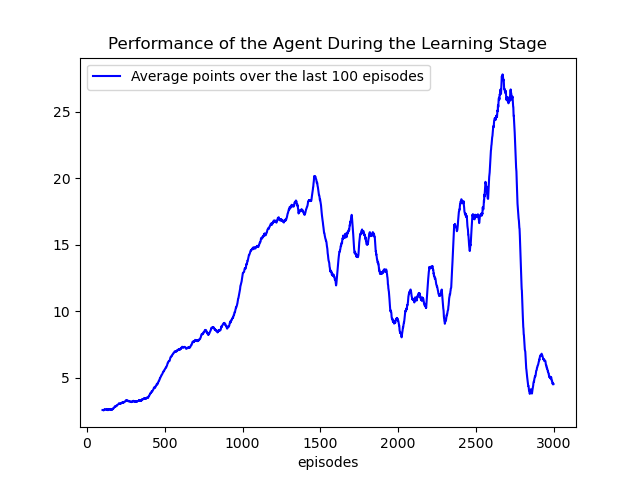 Performance of the Agent During the Learning Stage
Average points over the last 100 episodes
25
20
15
10
5
0 500 1000 1500 2000 2500 3000
episodes